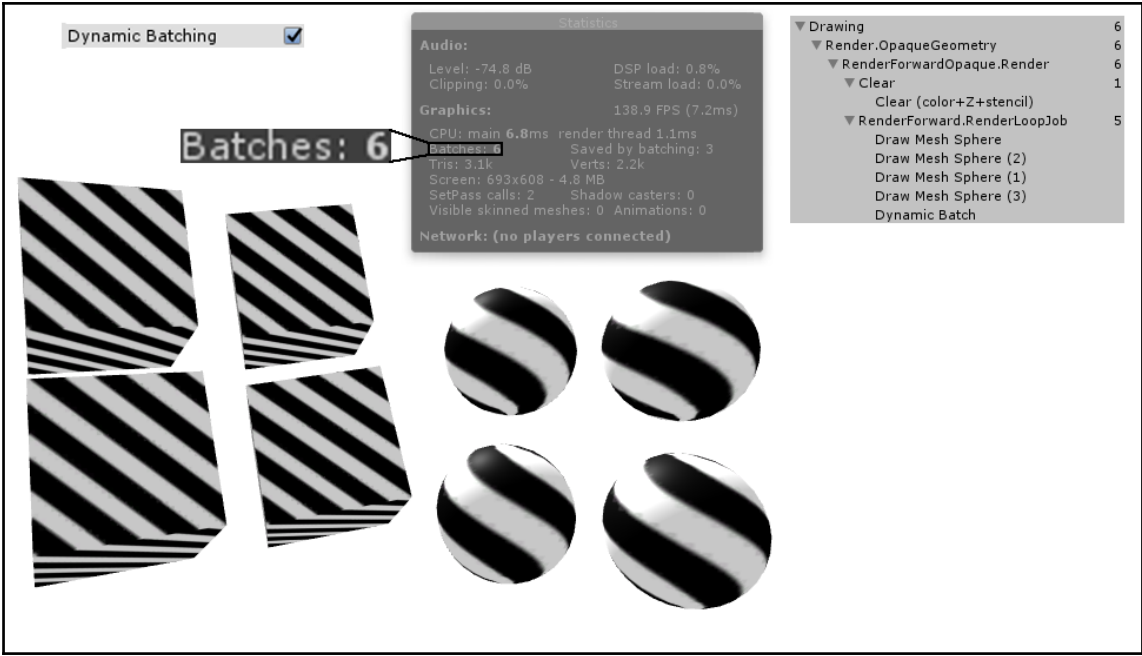 Dynamic Batching
Batches: 6
Statistics
Audio:
Level: -74.8 dB DSP load: 0.8%
Clipping: 0.0% Stream load: 0.0%
Graphics: 138.9 FPS (7.2ms)
CPU: main 6.8ms render thread 1.1ms
Batches: 6 Saved by batching: 3
Tris: 3.1k Verts: 2.2k
Screen: 693x608 - 4.8 MB
SetPass calls: 2 Shadow casters: 0
Visible skinned meshes: 0 Animations: 0
Network: (no players connected)
Drawing 6
Render.OpaqueGeometry 6
RenderForwardOpaque.Render 6
Clear 1
Clear (color+Z+stencil)
RenderForward.RenderLoopJob 5
Draw Mesh Sphere
Draw Mesh Sphere (2)
Draw Mesh Sphere (1)
Draw Mesh Sphere (3)
Dynamic Batch